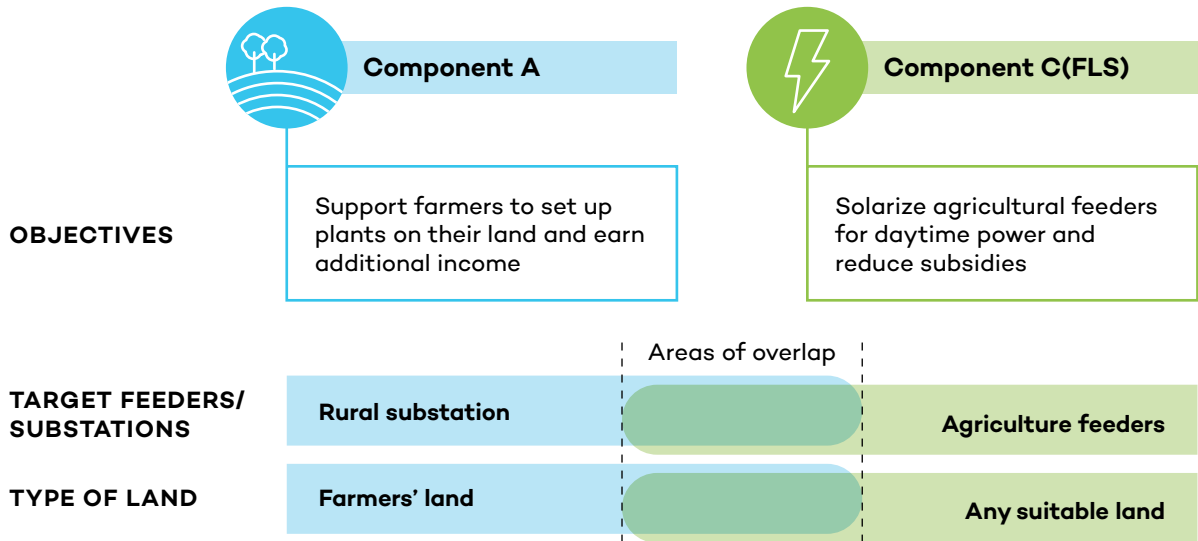 Component A
Component C(FLS)
OBJECTIVES
Support farmers to set up
plants on their land and earn
additional income
Solarize agricultural feeders
for daytime power and
reduce subsidies
Areas of overlap
TARGET FEEDERS/
SUBSTATIONS
Rural substation
Agriculture feeders
TYPE OF LAND
Farmers’ land
Any suitable land